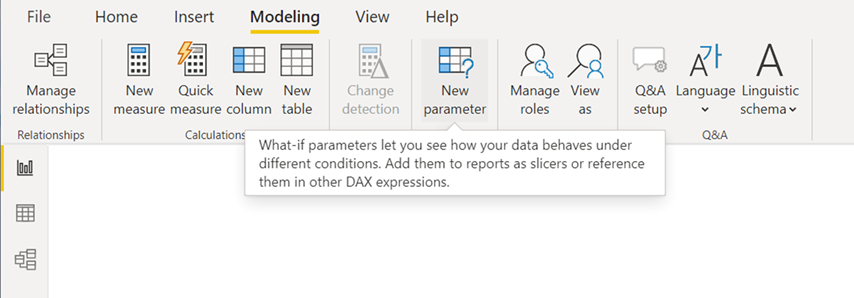 File Home Insert Modeling View Help
Manage relationships
New measure
Quick measure
New column
New table
Change detection
New parameter
Manage roles
View as
Q&A setup
Language
Linguistic schema
Relationships
Calculations
Q&A
What-if parameters let you see how your data behaves under
different conditions. Add them to reports as slicers or reference
them in other DAX expressions.